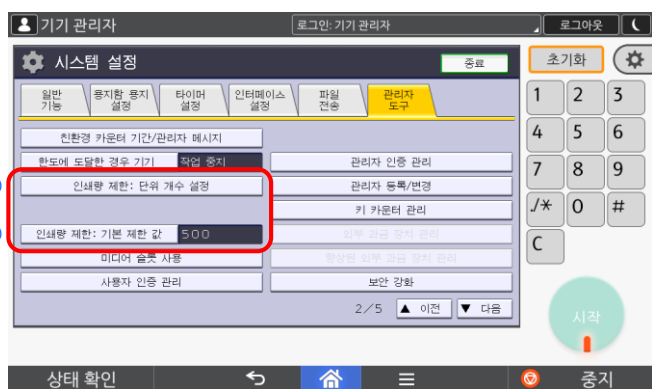 기기 관리자
로그인: 기기 관리자
로그아웃
시스템 설정
종료
초기화
일반 기능
용지함 용지 설정
타이머 설정
인터페이스 설정
파일 전송
관리자 도구
친환경 카운터 기간/관리자 메시지
한도에 도달한 경우 기기 작업 중지
관리자 인증 관리
인쇄량 제한: 단위 개수 설정
관리자 등록/변경
키 카운터 관리
인쇄량 제한: 기본 제한 값 500
외부 과금 장치 관리
미디어 슬롯 사용
향상된 외부 과금 장치 관리
사용자 인증 관리
보안 강화
2/5 ▲ 이전 ▼ 다음
1 2 3
4 5 6
7 8 9
./* 0 #
C
시작
상태 확인
중지